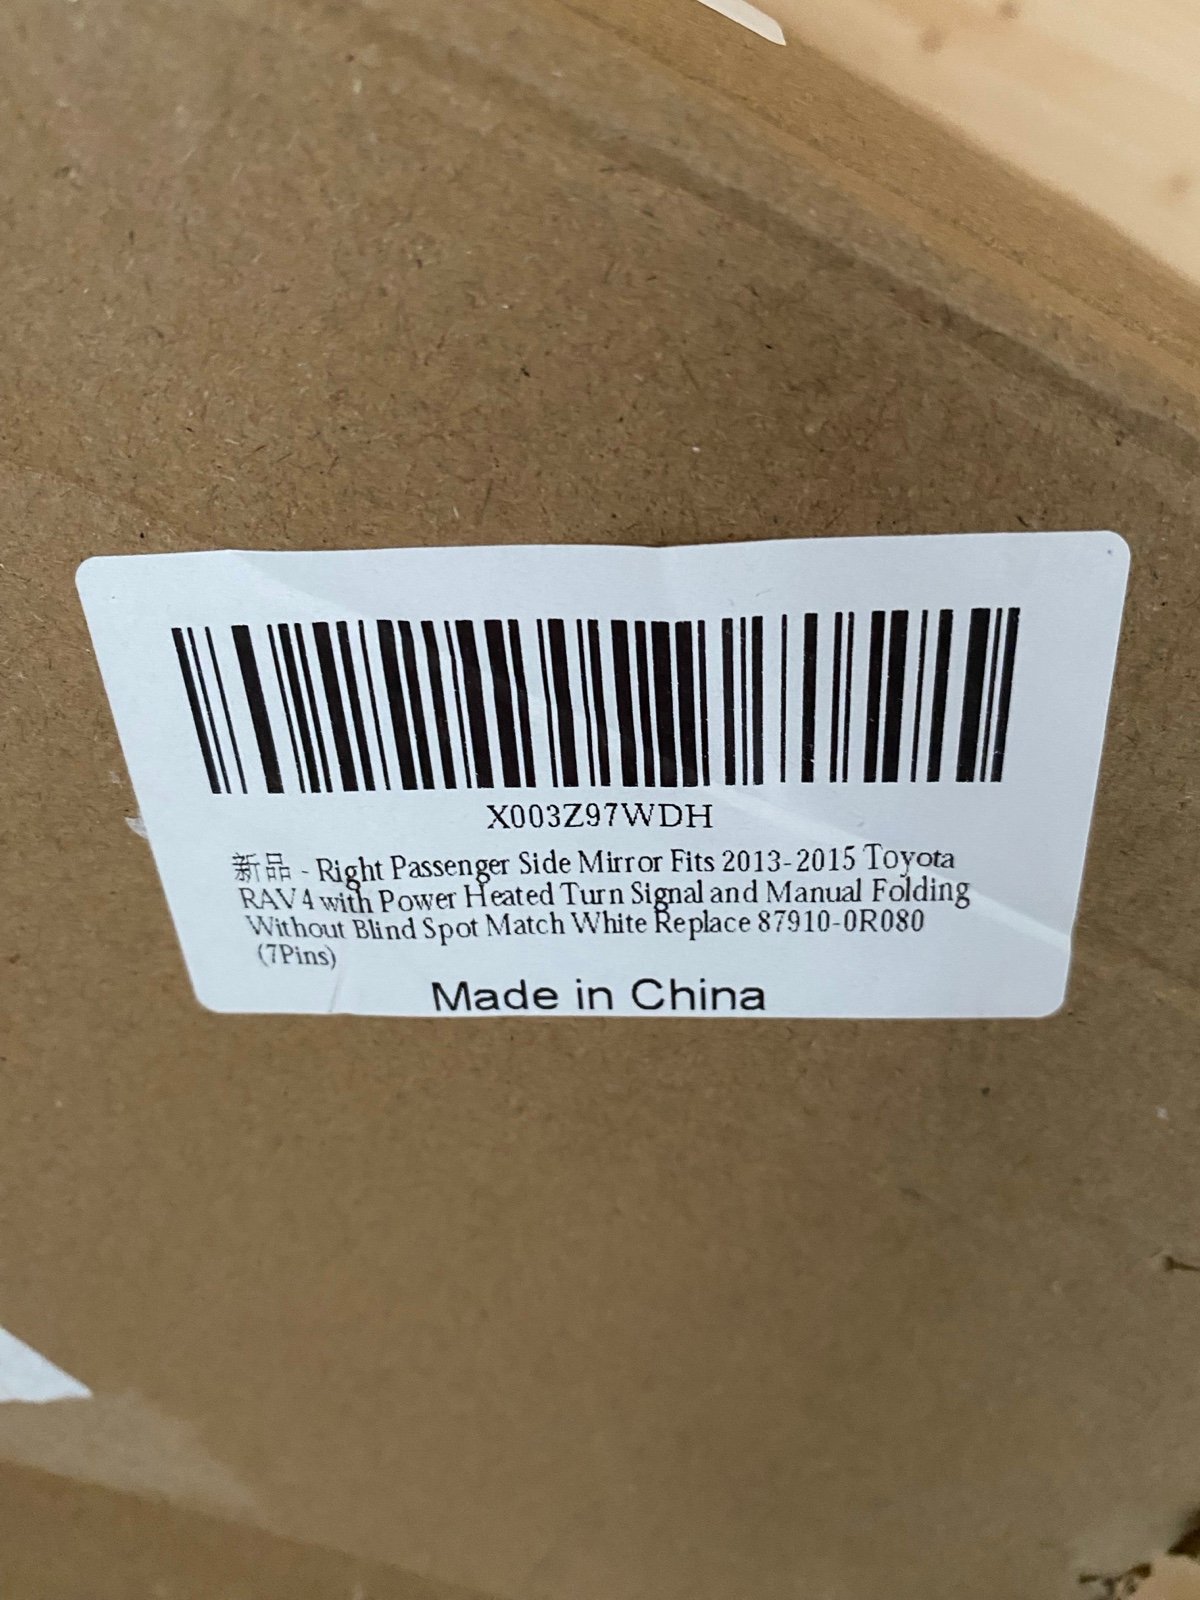 X003Z97WDH
新品 - Right Passenger Side Mirror Fits 2013-2015 Toyota
RAV4 with Power Heated Turn Signal and Manual Folding
Without Blind Spot Match White Replace 87910-0R080
(7Pins)
Made in China